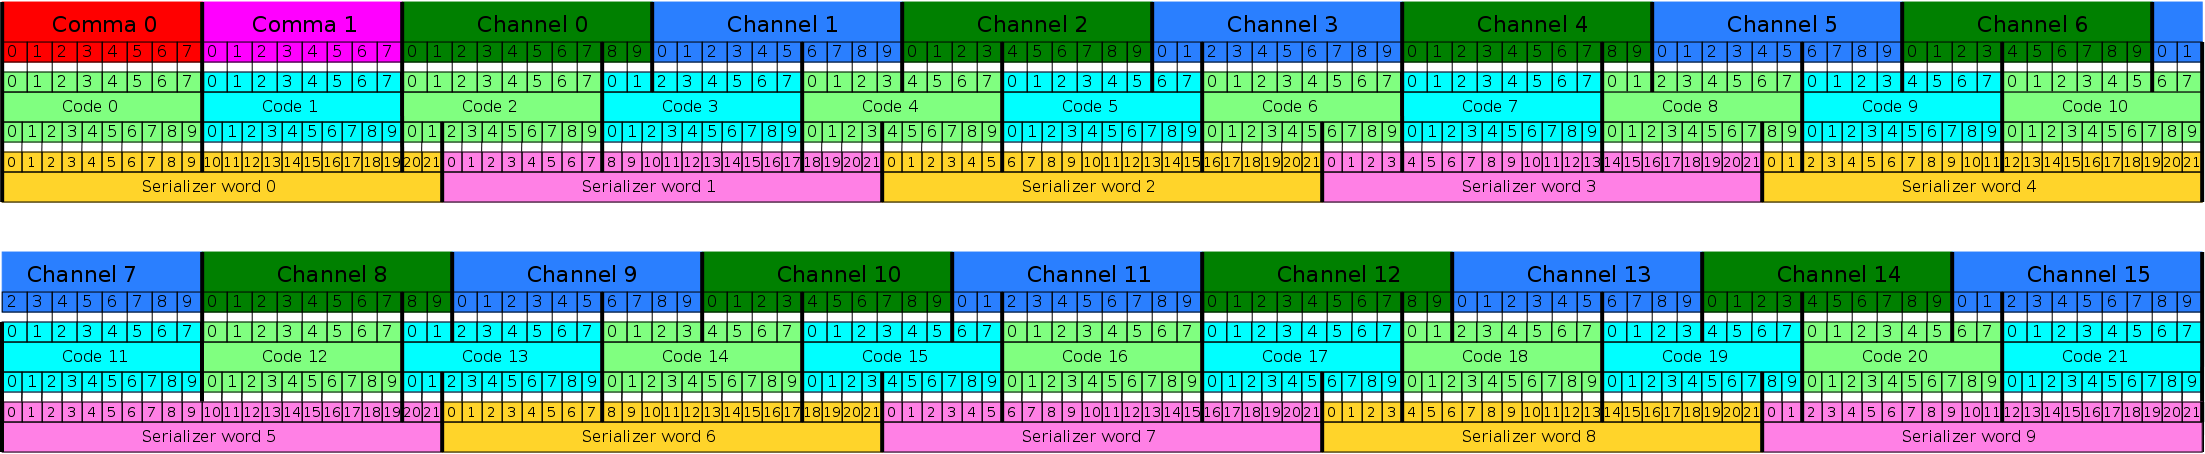 Comma 0 Comma 1 Channel 0 Channel 1 Channel 2 Channel 3 Channel 4 Channel 5 Channel 6
0 1 2 3 4 5 6 7 0 1 2 3 4 5 6 7 0 1 2 3 4 5 6 7 8 9 0 1 2 3 4 5 6 7 8 9 0 1 2 3 4 5 6 7 8 9 0 1 2 3 4 5 6 7 8 9 0 1 2 3 4 5 6 7 8 9 0 1 2 3 4 5 6 7 8 9 0 1 2 3 4 5 6 7 8 9 0 1
0 1 2 3 4 5 6 7 0 1 2 3 4 5 6 7 0 1 2 3 4 5 6 7 0 1 2 3 4 5 6 7 0 1 2 3 4 5 6 7 0 1 2 3 4 5 6 7 0 1 2 3 4 5 6 7 0 1 2 3 4 5 6 7 0 1 2 3 4 5 6 7 0 1 2 3 4 5 6 7 0 1 2 3 4 5 6 7
Code 0 Code 1 Code 2 Code 3 Code 4 Code 5 Code 6 Code 7 Code 8 Code 9 Code 10
0 1 2 3 4 5 6 7 8 9 0 1 2 3 4 5 6 7 8 9 0 1 2 3 4 5 6 7 8 9 0 1 2 3 4 5 6 7 8 9 0 1 2 3 4 5 6 7 8 9 0 1 2 3 4 5 6 7 8 9 0 1 2 3 4 5 6 7 8 9 0 1 2 3 4 5 6 7 8 9 0 1 2 3 4 5 6 7 8 9 0 1 2 3 4 5 6 7 8 9 0 1 2 3 4 5 6 7 8 9
0 1 2 3 4 5 6 7 8 9 10 11 12 13 14 15 16 17 18 19 20 21 0 1 2 3 4 5 6 7 8 9 10 11 12 13 14 15 16 17 18 19 20 21 0 1 2 3 4 5 6 7 8 9 10 11 12 13 14 15 16 17 18 19 20 21 0 1 2 3 4 5 6 7 8 9 10 11 12 13 14 15 16 17 18 19 20 21 0 1 2 3 4 5 6 7 8 9 10 11 12 13 14 15 16 17 18 19 20 21
Serializer word 0 Serializer word 1 Serializer word 2 Serializer word 3 Serializer word 4
Channel 7 Channel 8 Channel 9 Channel 10 Channel 11 Channel 12 Channel 13 Channel 14 Channel 15
2 3 4 5 6 7 8 9 0 1 2 3 4 5 6 7 8 9 0 1 2 3 4 5 6 7 8 9 0 1 2 3 4 5 6 7 8 9 0 1 2 3 4 5 6 7 8 9 0 1 2 3 4 5 6 7 8 9 0 1 2 3 4 5 6 7 8 9 0 1 2 3 4 5 6 7 8 9 0 1 2 3 4 5 6 7 8 9
0 1 2 3 4 5 6 7 0 1 2 3 4 5 6 7 0 1 2 3 4 5 6 7 0 1 2 3 4 5 6 7 0 1 2 3 4 5 6 7 0 1 2 3 4 5 6 7 0 1 2 3 4 5 6 7 0 1 2 3 4 5 6 7 0 1 2 3 4 5 6 7 0 1 2 3 4 5 6 7 0 1 2 3 4 5 6 7
Code 11 Code 12 Code 13 Code 14 Code 15 Code 16 Code 17 Code 18 Code 19 Code 20 Code 21
0 1 2 3 4 5 6 7 8 9 0 1 2 3 4 5 6 7 8 9 0 1 2 3 4 5 6 7 8 9 0 1 2 3 4 5 6 7 8 9 0 1 2 3 4 5 6 7 8 9 0 1 2 3 4 5 6 7 8 9 0 1 2 3 4 5 6 7 8 9 0 1 2 3 4 5 6 7 8 9 0 1 2 3 4 5 6 7 8 9 0 1 2 3 4 5 6 7 8 9 0 1 2 3 4 5 6 7 8 9
0 1 2 3 4 5 6 7 8 9 10 11 12 13 14 15 16 17 18 19 20 21 0 1 2 3 4 5 6 7 8 9 10 11 12 13 14 15 16 17 18 19 20 21 0 1 2 3 4 5 6 7 8 9 10 11 12 13 14 15 16 17 18 19 20 21 0 1 2 3 4 5 6 7 8 9 10 11 12 13 14 15 16 17 18 19 20 21 0 1 2 3 4 5 6 7 8 9 10 11 12 13 14 15 16 17 18 19 20 21
Serializer word 5 Serializer word 6 Serializer word 7 Serializer word 8 Serializer word 9